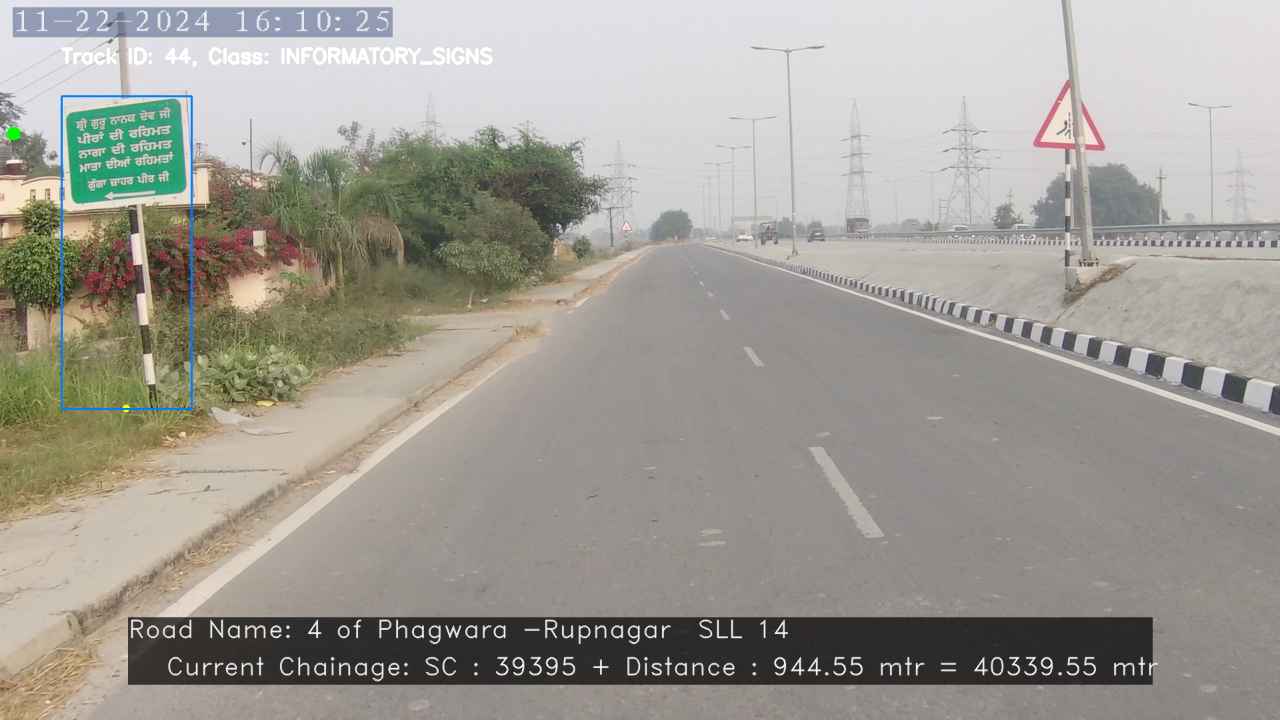 11-22-2024 16:10:25
Track ID: 44, Class: INFORMATORY_SIGNS
ਸ਼੍ਰੀ ਗੁਰੂ ਨਾਨਕ ਦੇਵ ਜੀ
ਪੀਰਾਂ ਦੀ ਰਹਿਮਤ
ਨਾਗਾ ਦੀ ਰਹਿਮਤ
ਮਾਤਾ ਦੀਆਂ ਰਹਿਮਤਾਂ
ਗੁੱਗਾ ਜ਼ਾਹਰ ਪੀਰ ਜੀ
Road Name: 4 of Phagwara -Rupnagar SLL 14
Current Chainage: SC : 39395 + Distance : 944.55 mtr = 40339.55 mtr